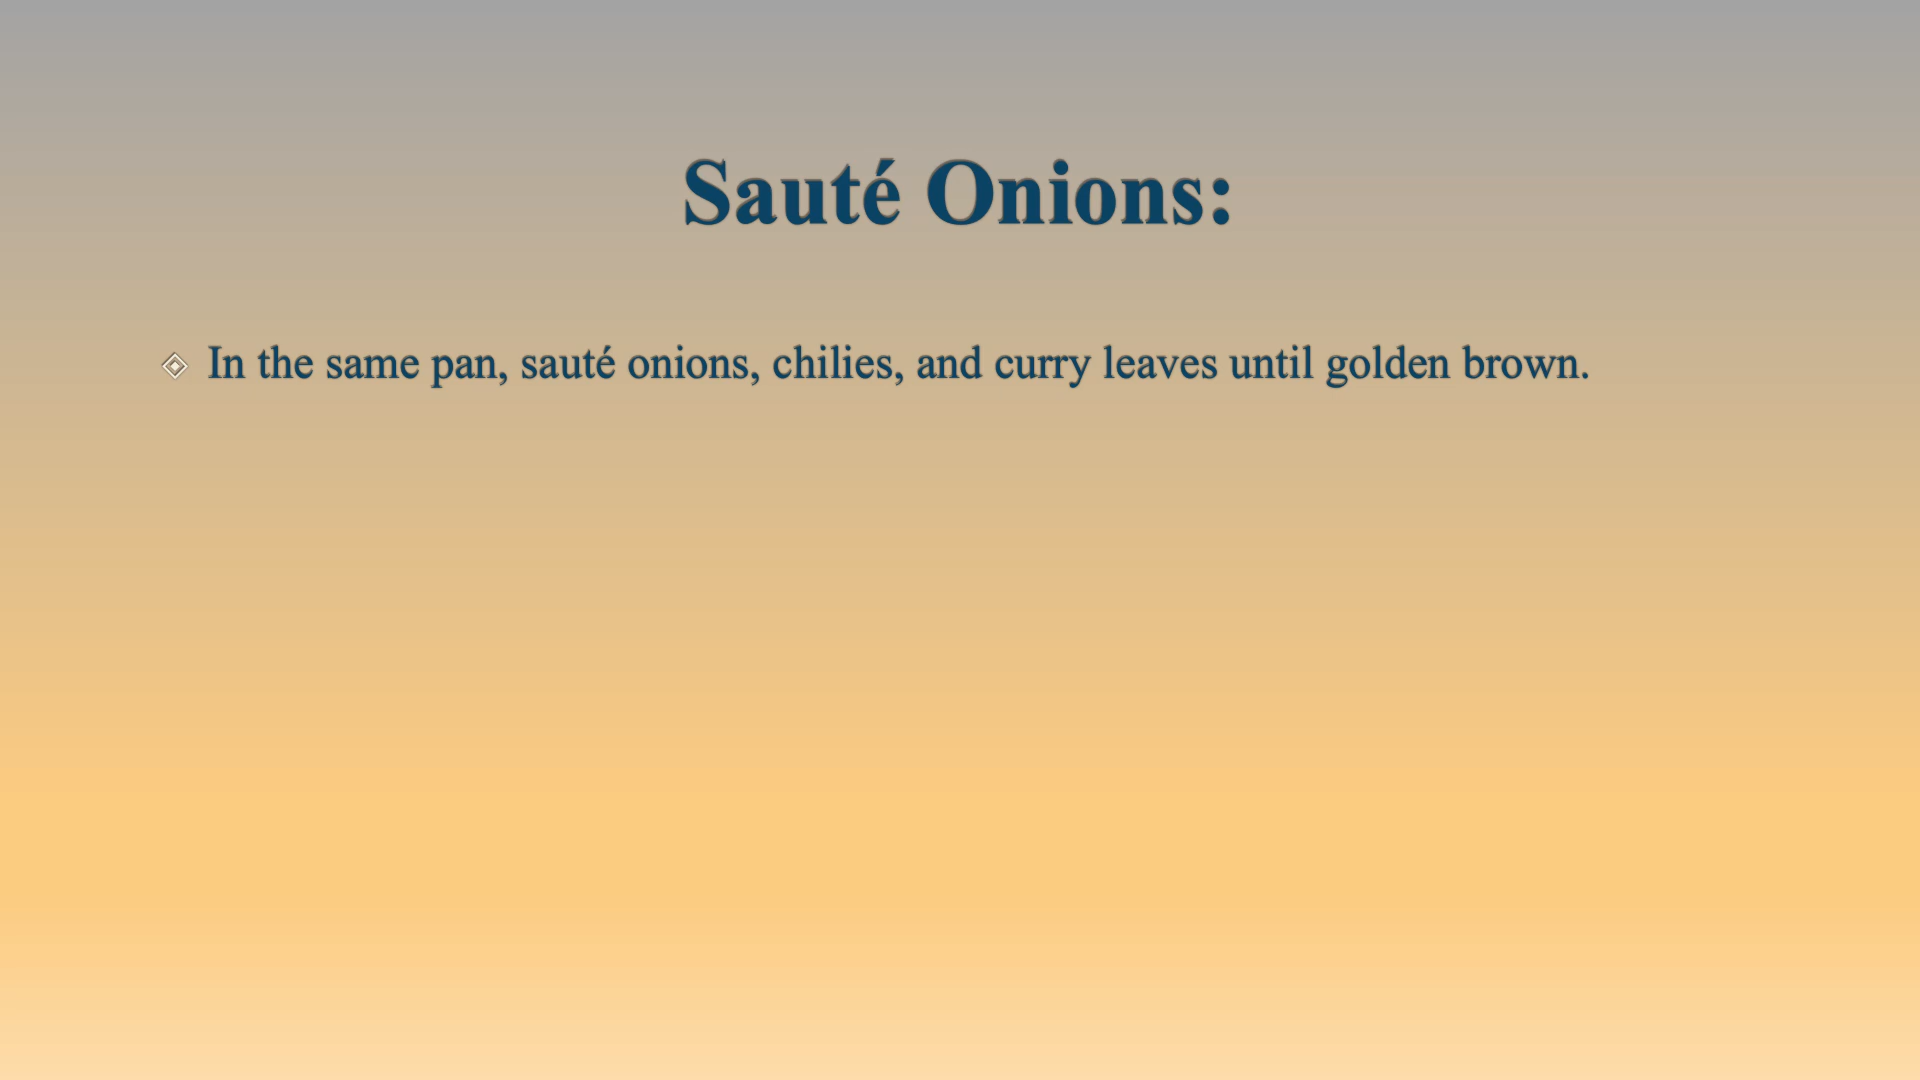 Sauté Onions:
In the same pan, sauté onions, chilies, and curry leaves until golden brown.